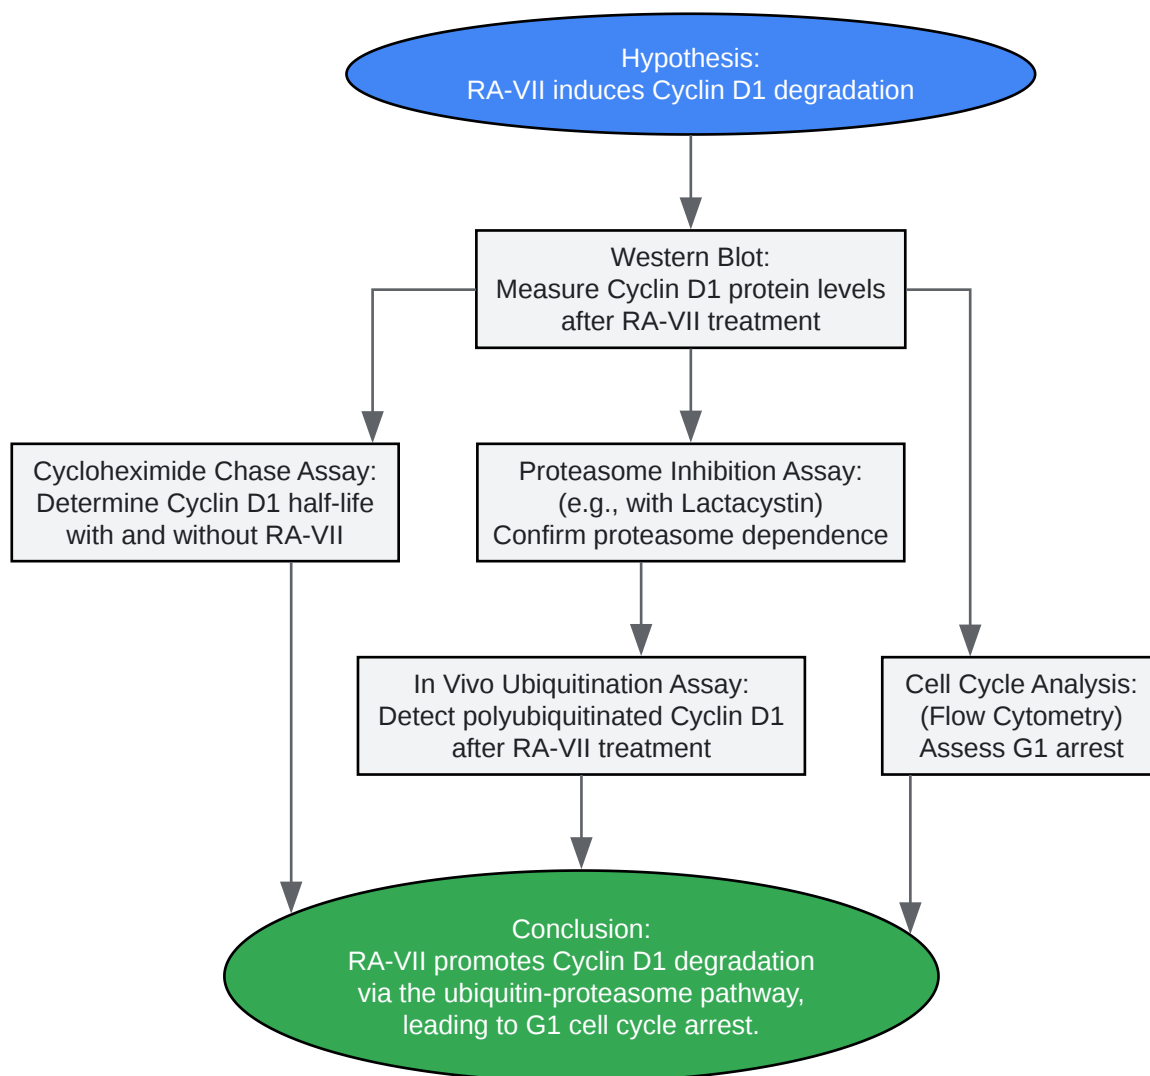 Hypothesis:
RA-VII induces Cyclin D1 degradation
Western Blot:
Measure Cyclin D1 protein levels
after RA-VII treatment
Cycloheximide Chase Assay:
Determine Cyclin D1 half-life
with and without RA-VII
Proteasome Inhibition Assay:
(e.g., with Lactacystin)
Confirm proteasome dependence
In Vivo Ubiquitination Assay:
Detect polyubiquitinated Cyclin D1
after RA-VII treatment
Cell Cycle Analysis:
(Flow Cytometry)
Assess G1 arrest
Conclusion:
RA-VII promotes Cyclin D1 degradation
via the ubiquitin-proteasome pathway,
leading to G1 cell cycle arrest.